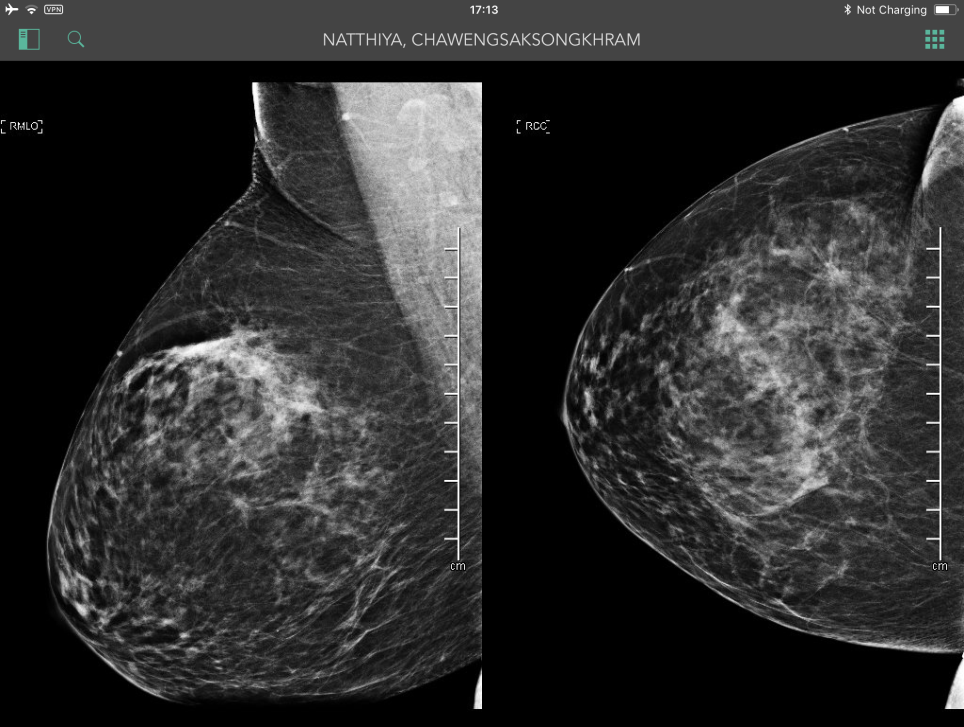 VPN
17:13
Not Charging
NATTHIYA, CHAWENGSAKSONGKHRAM
[ RMLO]
[ RCC ]
cm
cm